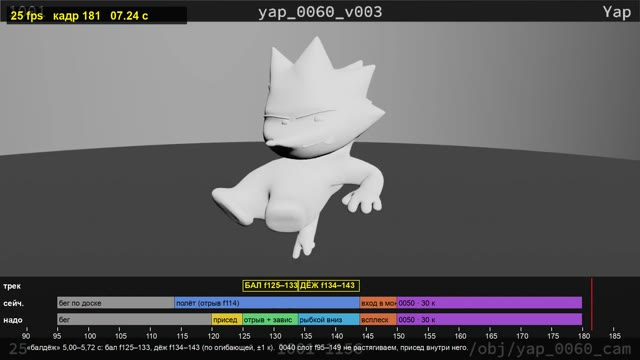 25 fps кадр 181 07.24 с
yap_0060_v003
Yap
трек
БАЛ f125–133 ДЁЖ f134–143
сейч.
бег по доске
полёт (отрыв f114)
0050 · 30 к
надо
бег
присед
отрыв + завис
рыбкой вниз
всплеск
0050 · 30 к
90 95 100 105 110 115 120 125 130 135 140 145 150 155 160 165 170 175 180 185
«балдёж» 5,00–5,72 с: бал f125–133, дёж f134–143 (по огибающей, ±1 к). 0040 слот f95–149 не растягиваем, присед внутри него.
/obj/yap_0060_cam